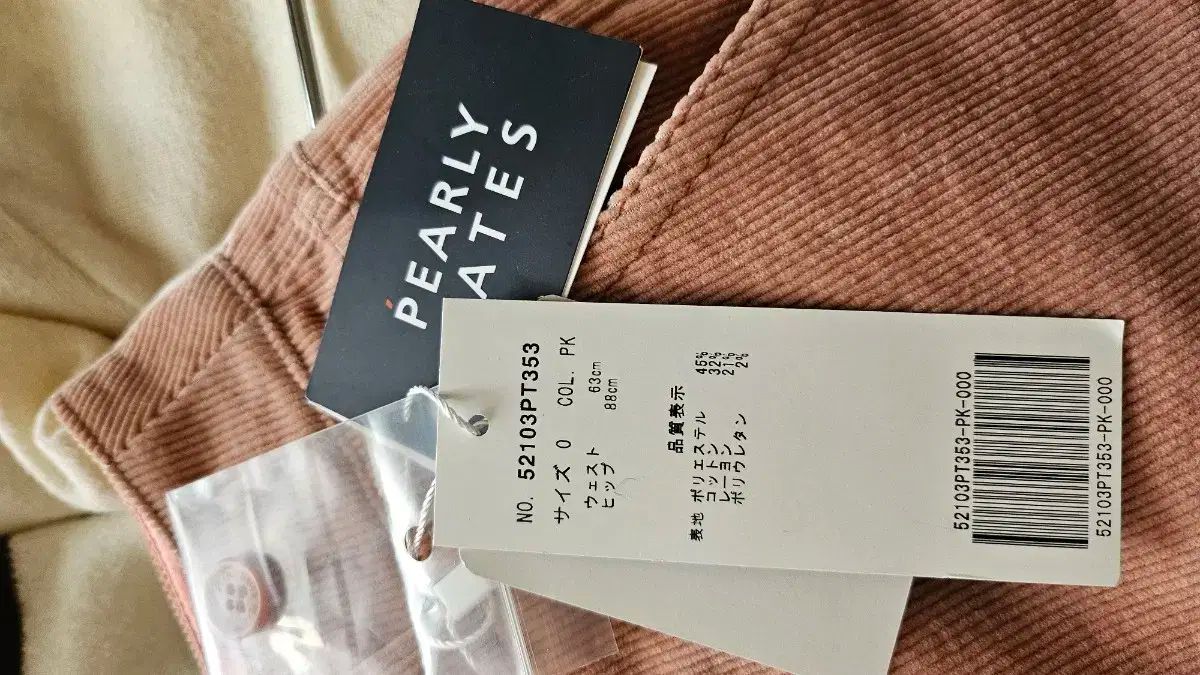 PEARLY
ATES
NO. 52103PT353
サイズ 0 COL. PK
ウェスト 63cm
ヒップ 88cm
品質表示
表地 ポリエステル 45%
コットン 32%
レーヨン 21%
ポリウレタン 2%
52103PT353-PK-000
52103PT353-PK-000